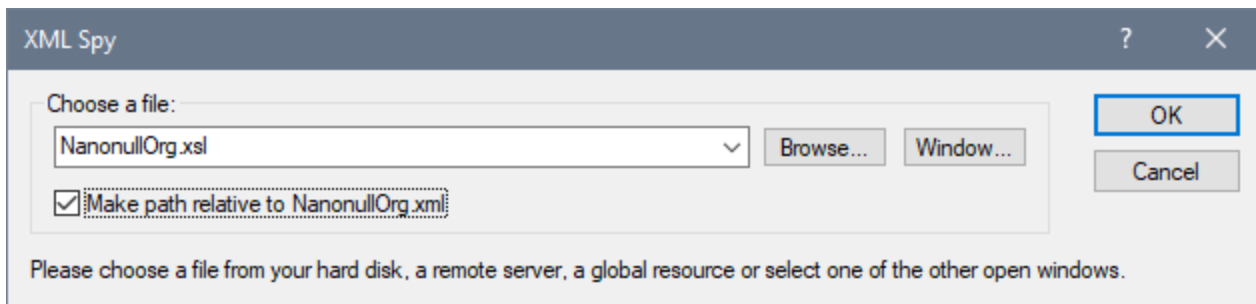 XML Spy
?
Choose a file:
OK
NanonullOrg.xsl
Browse...
Window...
Cancel
Make path relative to NanonullOrg.xml
Please choose a file from your hard disk, a remote server, a global resource or select one of the other open windows.